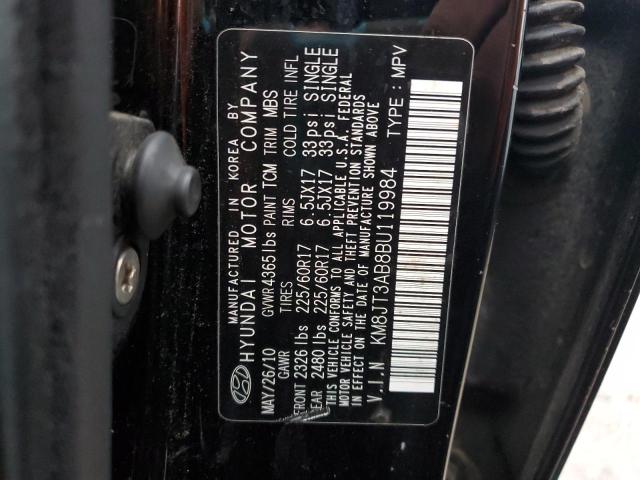 MANUFACTURED IN KOREA BY
HYUNDAI MOTOR COMPANY
MAY/26/10 GVWR 4365 lbs PAINT TCM TRIM MBS
GAWR TIRES RIMS COLD TIRE INFL
FRONT 2326 lbs 225/60R17 6.5JX17 33psi SINGLE
REAR 2480 lbs 225/60R17 6.5JX17 33psi SINGLE
THIS VEHICLE CONFORMS TO ALL APPLICABLE U.S.A. FEDERAL
MOTOR VEHICLE SAFETY AND THEFT PREVENTION STANDARDS
IN EFFECT ON THE DATE OF MANUFACTURE SHOWN ABOVE
V.I.N KM8JT3AB8BU119984 TYPE : MPV